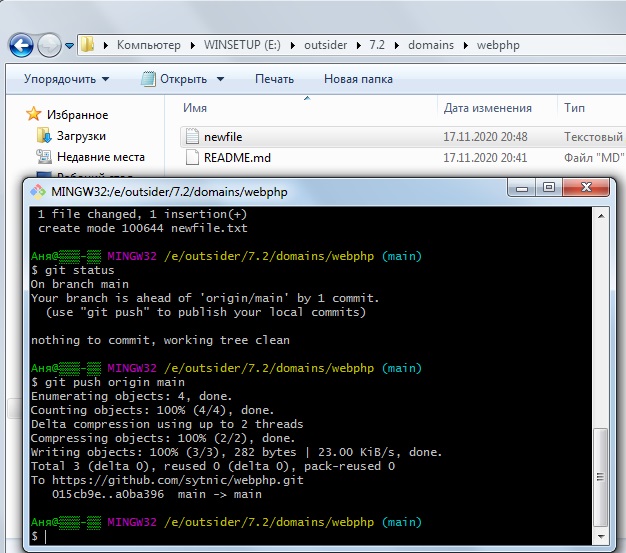 Компьютер ▸ WINSETUP (E:) ▸ outsider ▸ 7.2 ▸ domains ▸ webphp
Упорядочить Открыть Печать Новая папка
Избранное
Загрузки
Недавние места
Имя Дата изменения Тип
newfile 17.11.2020 20:48 Текстовый
README.md 17.11.2020 20:41 Файл "MD"
MINGW32:/e/outsider/7.2/domains/webphp
1 file changed, 1 insertion(+)
create mode 100644 newfile.txt
Аня@▒▒▒-▒▒ MINGW32 /e/outsider/7.2/domains/webphp (main)
$ git status
On branch main
Your branch is ahead of 'origin/main' by 1 commit.
(use "git push" to publish your local commits)
nothing to commit, working tree clean
Аня@▒▒▒-▒▒ MINGW32 /e/outsider/7.2/domains/webphp (main)
$ git push origin main
Enumerating objects: 4, done.
Counting objects: 100% (4/4), done.
Delta compression using up to 2 threads
Compressing objects: 100% (2/2), done.
Writing objects: 100% (3/3), 282 bytes | 23.00 KiB/s, done.
Total 3 (delta 0), reused 0 (delta 0), pack-reused 0
To https://github.com/sytnic/webphp.git
015cb9e..a0ba396 main -> main
Аня@▒▒▒-▒▒ MINGW32 /e/outsider/7.2/domains/webphp (main)
$